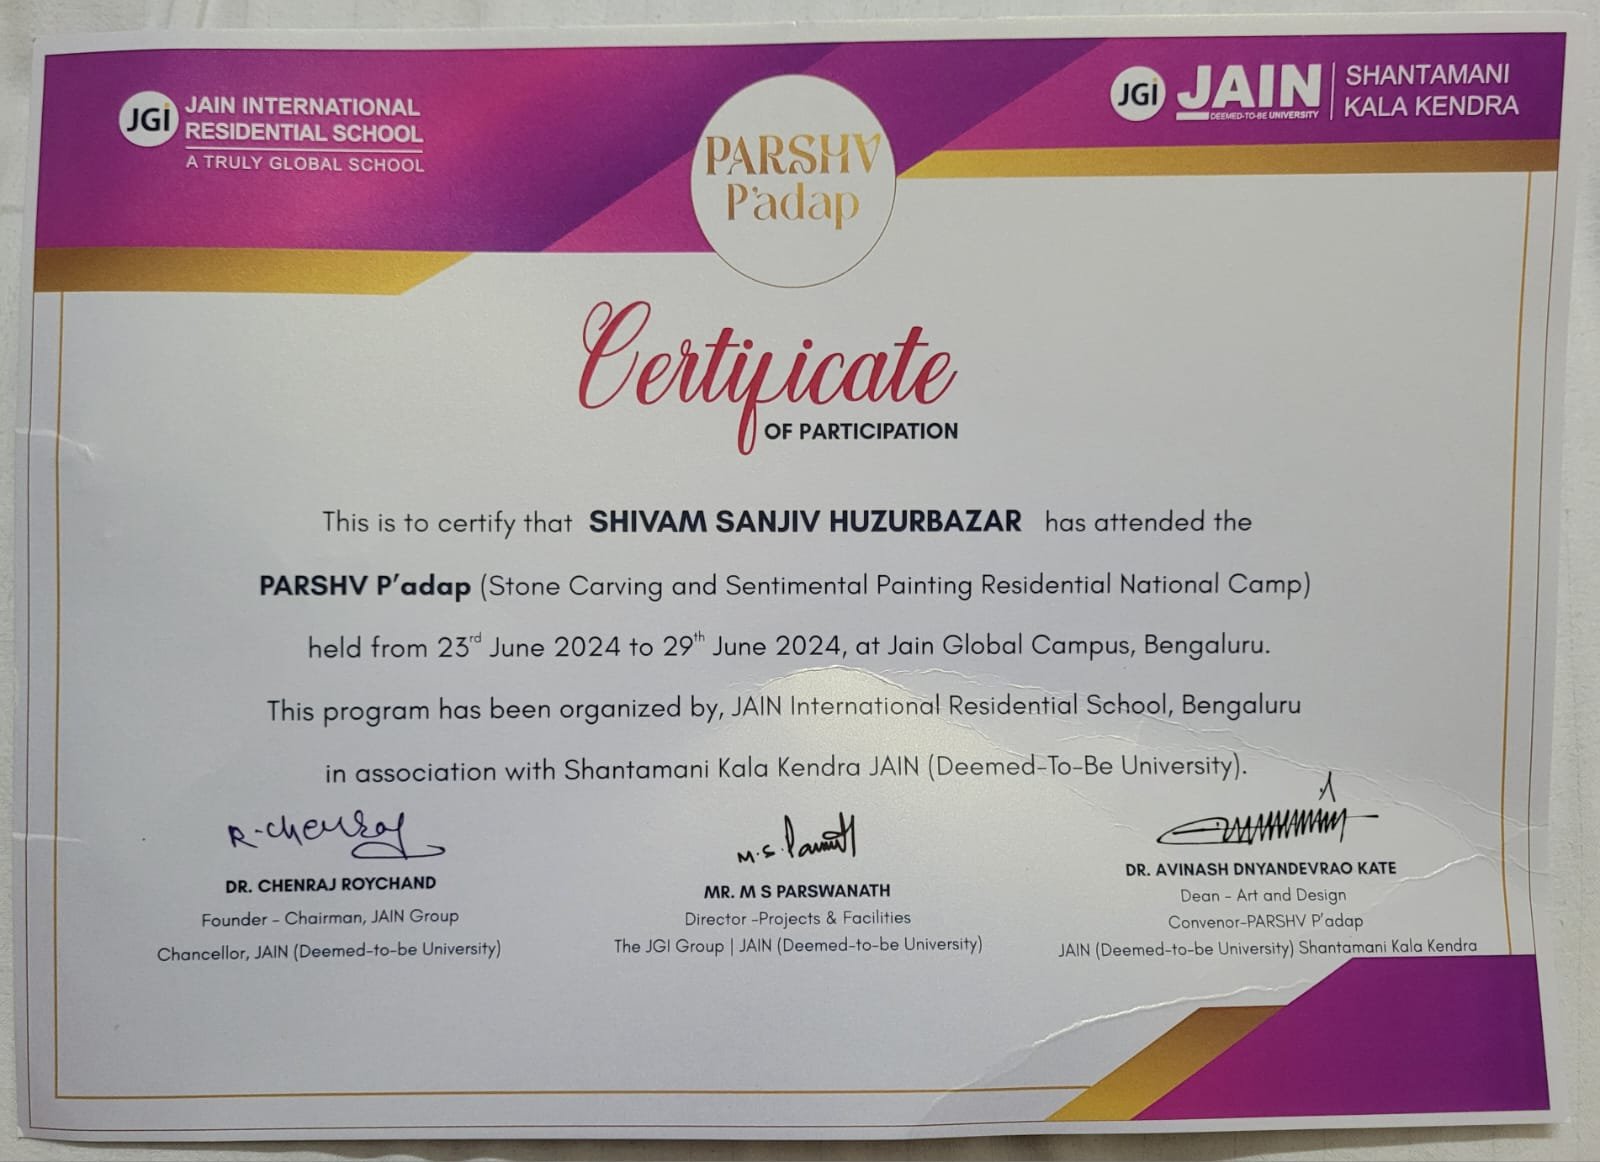 JGI JAIN INTERNATIONAL
RESIDENTIAL SCHOOL
A TRULY GLOBAL SCHOOL
PARSHV
P'adap
JGI JAIN
DEEMED-TO-BE UNIVERSITY
SHANTAMANI
KALA KENDRA
Certificate
OF PARTICIPATION
This is to certify that SHIVAM SANJIV HUZURBAZAR has attended the
PARSHV P'adap (Stone Carving and Sentimental Painting Residential National Camp)
held from 23rd June 2024 to 29th June 2024, at Jain Global Campus, Bengaluru.
This program has been organized by, JAIN International Residential School, Bengaluru
in association with Shantamani Kala Kendra JAIN (Deemed-To-Be University).
R. Chenraj
DR. CHENRAJ ROYCHAND
Founder - Chairman, JAIN Group
Chancellor, JAIN (Deemed-to-be University)
M.S.
MR. M S PARSWANATH
Director -Projects & Facilities
The JGI Group | JAIN (Deemed-to-be University)
DR. AVINASH DNYANDEVRAO KATE
Dean - Art and Design
Convenor-PARSHV P'adap
JAIN (Deemed-to-be University) Shantamani Kala Kendra